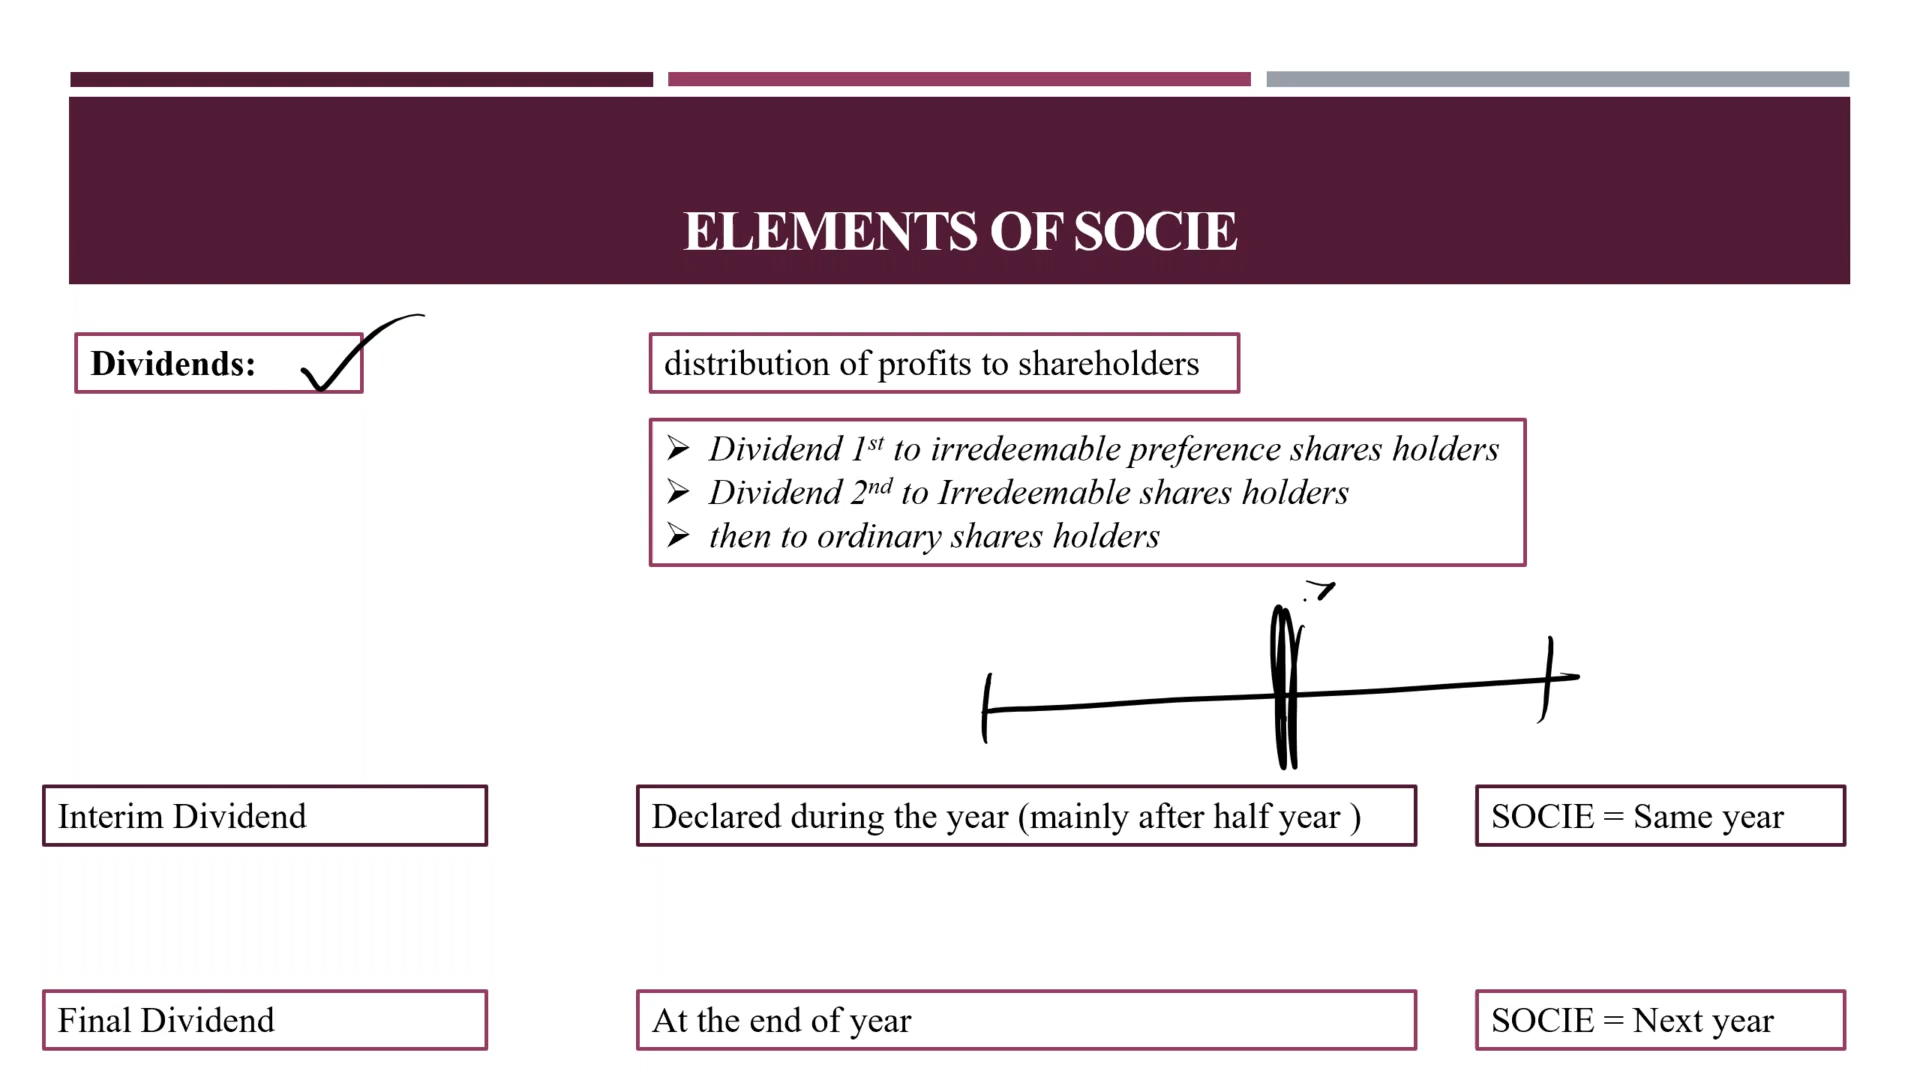 ELEMENTS OF SOCIE
Dividends:
distribution of profits to shareholders
➢ Dividend 1st to irredeemable preference shares holders
➢ Dividend 2nd to Irredeemable shares holders
➢ then to ordinary shares holders
Interim Dividend
Declared during the year (mainly after half year )
SOCIE = Same year
Final Dividend
At the end of year
SOCIE = Next year